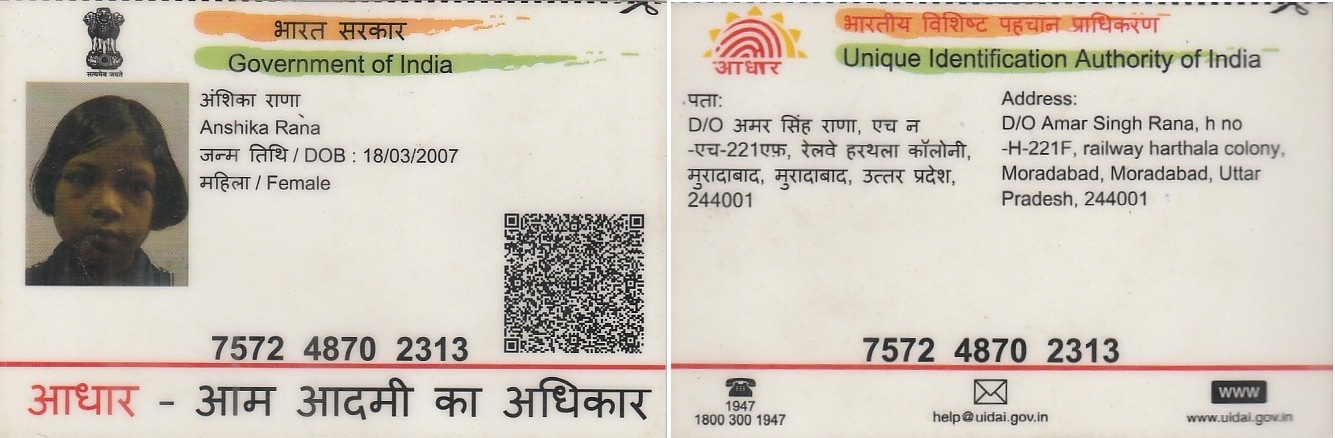 भारत सरकार
Government of India
सत्यमेव जयते
अंशिका राणा
Anshika Rana
जन्म तिथि / DOB : 18/03/2007
महिला / Female
7572 4870 2313
आधार - आम आदमी का अधिकार
भारतीय विशिष्ट पहचान प्राधिकरण
Unique Identification Authority of India
आधार
पता:
D/O अमर सिंह राणा, एच न
-एच-221एफ़, रेलवे हरथला कॉलोनी,
मुरादाबाद, मुरादाबाद, उत्तर प्रदेश,
244001
Address:
D/O Amar Singh Rana, h no
-H-221F, railway harthala colony,
Moradabad, Moradabad, Uttar
Pradesh, 244001
7572 4870 2313
1947
1800 300 1947
help@uidai.gov.in
www
www.uidai.gov.in